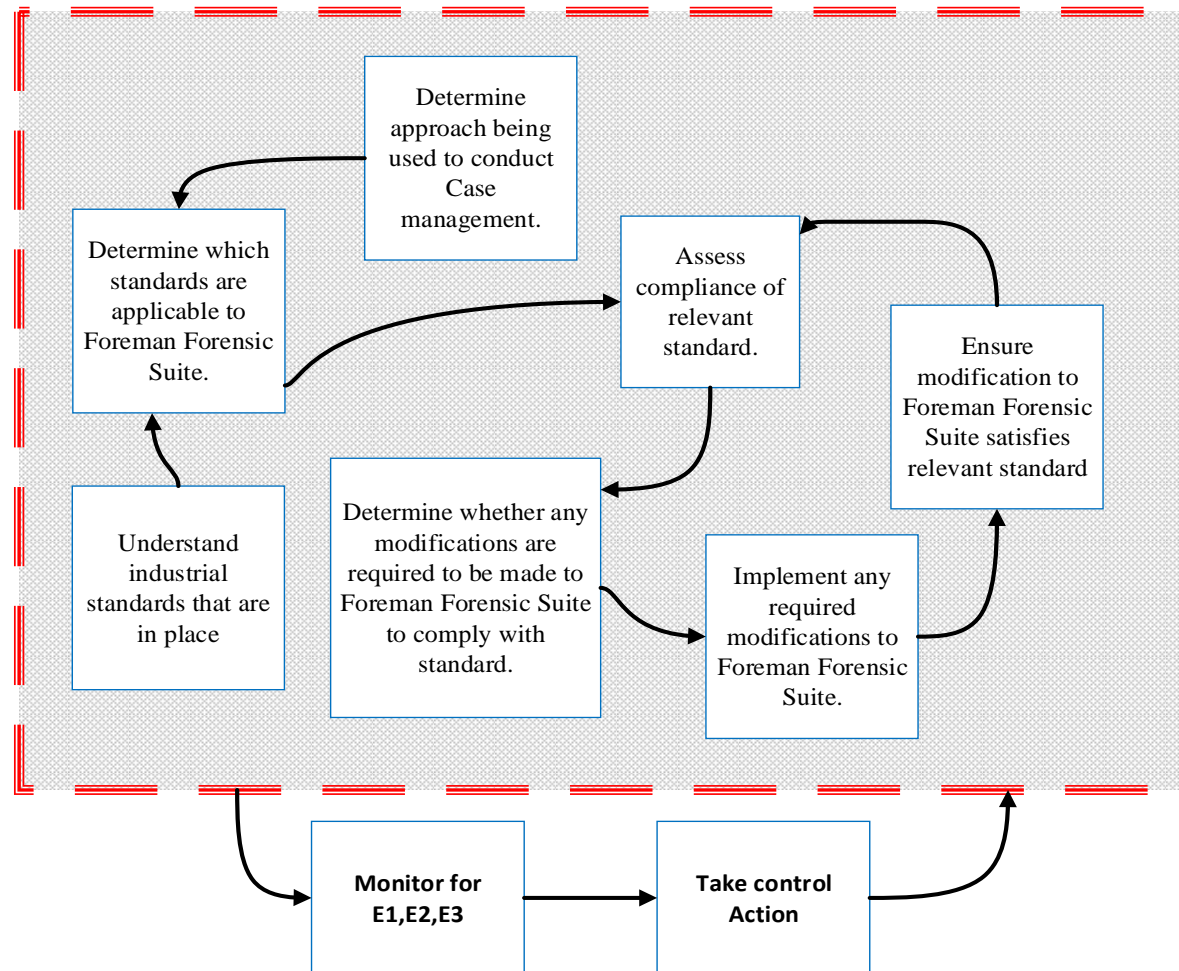 Determine
approach being
used to conduct
Case
management.
Determine which
standards are
applicable to
Foreman Forensic
Suite.
Assess
compliance of
relevant
standard.
Ensure
modification to
Foreman Forensic
Suite satisfies
relevant standard
Understand
industrial
standards that are
in place
Determine whether any
modifications are
required to be made to
Foreman Forensic Suite
to comply with
standard.
Implement any
required
modifications to
Foreman Forensic
Suite.
Monitor for
E1,E2,E3
Take control
Action